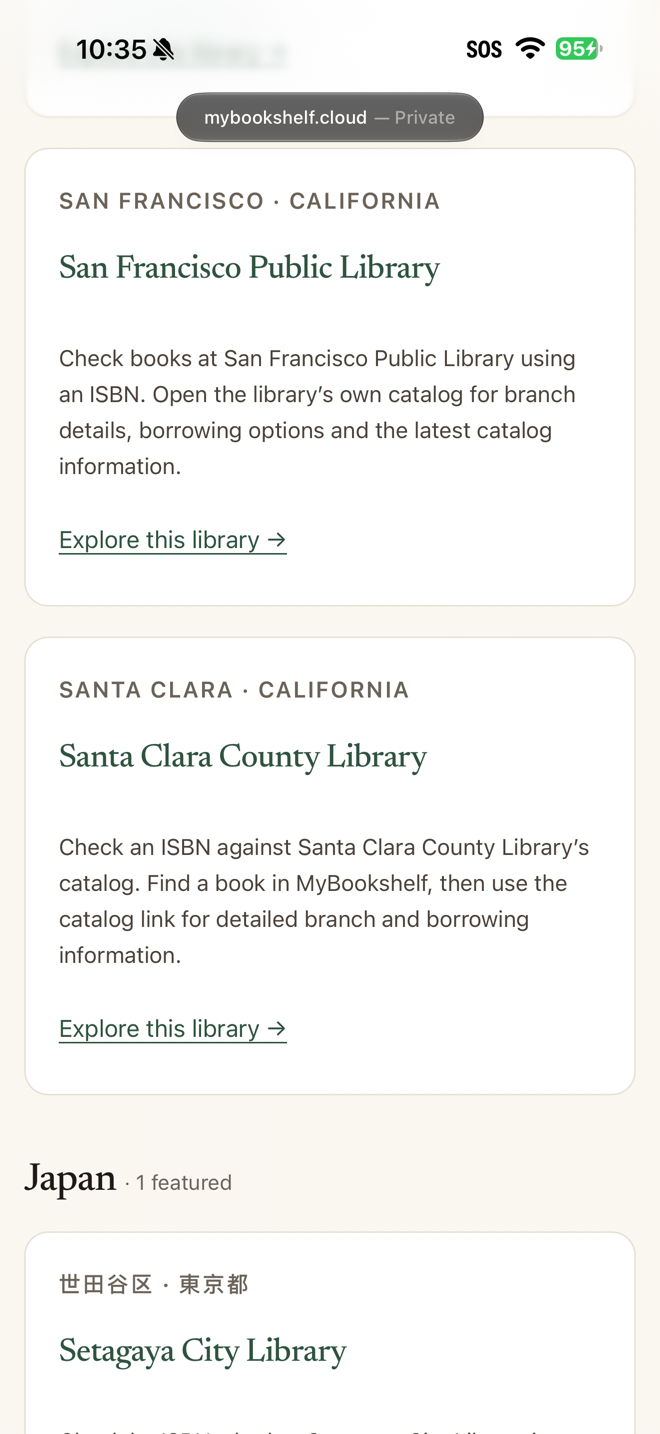 10:35
SOS
95
mybookshelf.cloud — Private
SAN FRANCISCO · CALIFORNIA
San Francisco Public Library
Check books at San Francisco Public Library using
an ISBN. Open the library’s own catalog for branch
details, borrowing options and the latest catalog
information.
Explore this library →
SANTA CLARA · CALIFORNIA
Santa Clara County Library
Check an ISBN against Santa Clara County Library’s
catalog. Find a book in MyBookshelf, then use the
catalog link for detailed branch and borrowing
information.
Explore this library →
Japan · 1 featured
世田谷区 · 東京都
Setagaya City Library